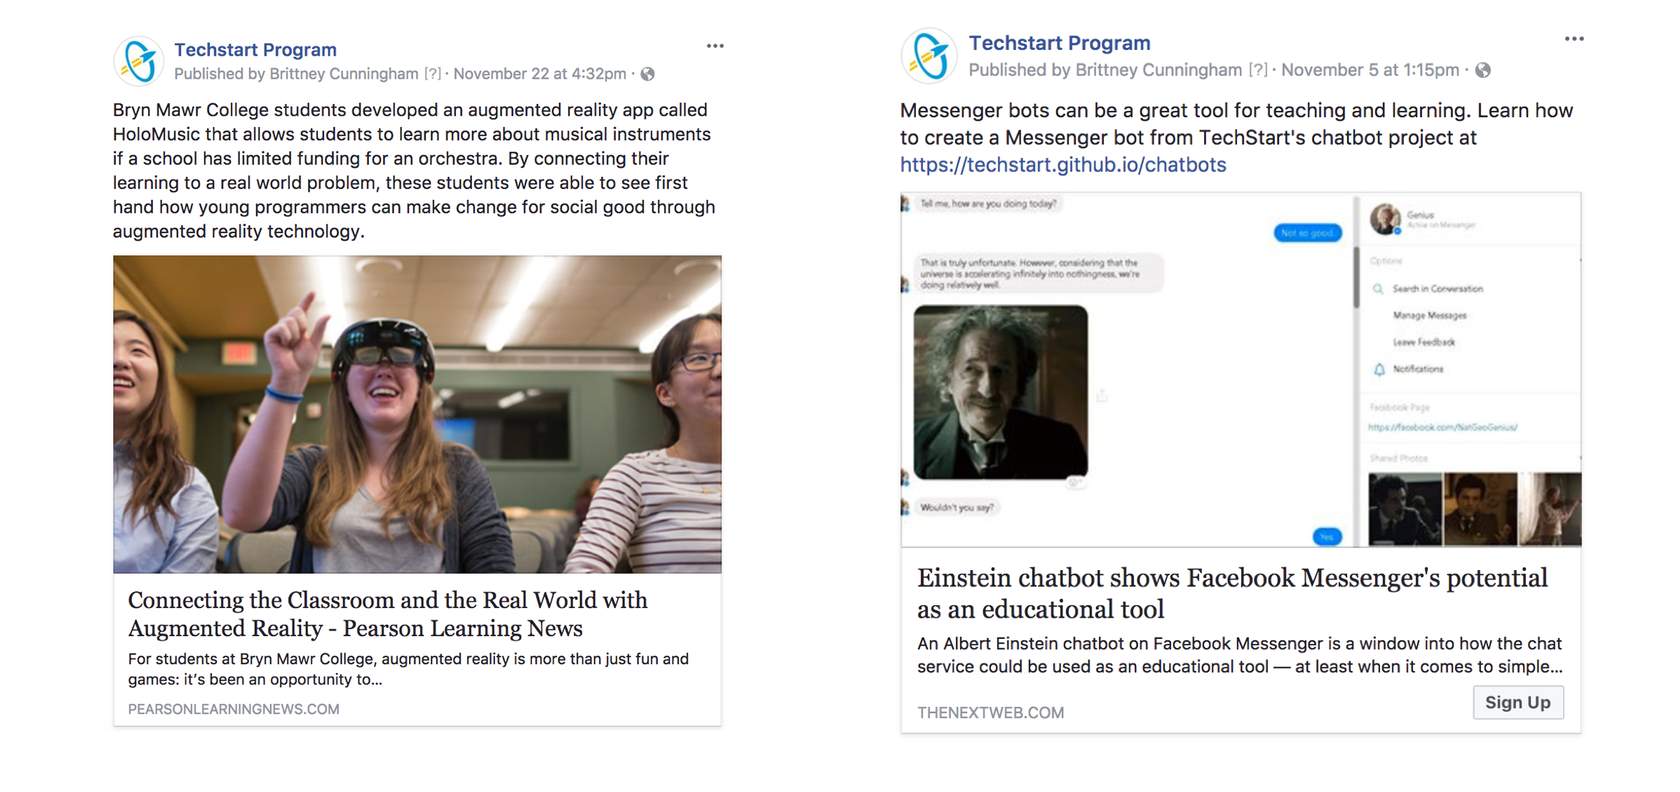 Techstart Program
Published by Brittney Cunningham [?] · November 22 at 4:32pm ·
Bryn Mawr College students developed an augmented reality app called
HoloMusic that allows students to learn more about musical instruments
if a school has limited funding for an orchestra. By connecting their
learning to a real world problem, these students were able to see first
hand how young programmers can make change for social good through
augmented reality technology.
EXIT
Connecting the Classroom and the Real World with
Augmented Reality - Pearson Learning News
For students at Bryn Mawr College, augmented reality is more than just fun and
games: it’s been an opportunity to...
PEARSONLEARNINGNEWS.COM
Techstart Program
Published by Brittney Cunningham [?] · November 5 at 1:15pm ·
Messenger bots can be a great tool for teaching and learning. Learn how
to create a Messenger bot from TechStart's chatbot project at
https://techstart.github.io/chatbots
Tell me, how are you doing today?
Not so good.
That is truly unfortunate. However, considering that the
universe is accelerating infinitely into nothingness, we're
doing relatively well.
Wouldn't you say?
Yes
Genius
Active on Messenger
Options
Search in Conversation
Manage Messages
Leave Feedback
Notifications
Facebook Page
https://facebook.com/NatGeoGenius/
Shared Photos
Einstein chatbot shows Facebook Messenger's potential
as an educational tool
An Albert Einstein chatbot on Facebook Messenger is a window into how the chat
service could be used as an educational tool — at least when it comes to simple...
THENEXTWEB.COM
Sign Up